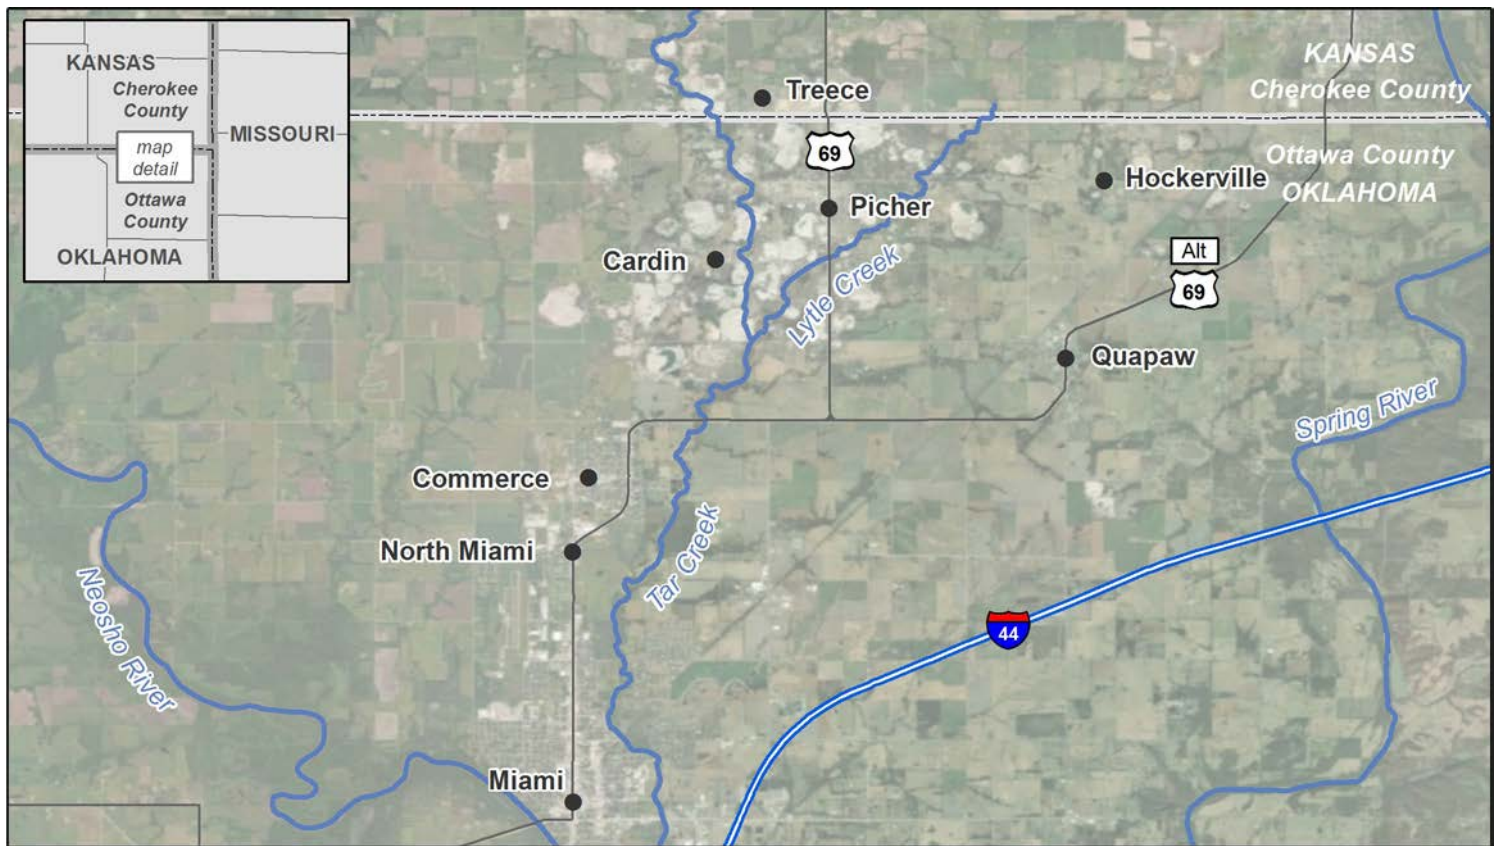 KANSAS
Cherokee
County
MISSOURI
map
detail
Ottawa
County
OKLAHOMA
KANSAS
Cherokee County
Treece
69
Ottawa County
OKLAHOMA
Hockerville
Picher
Cardin
Lytle Creek
Alt
69
Quapaw
Spring River
Commerce
North Miami
Tar Creek
Neosho River
44
Miami